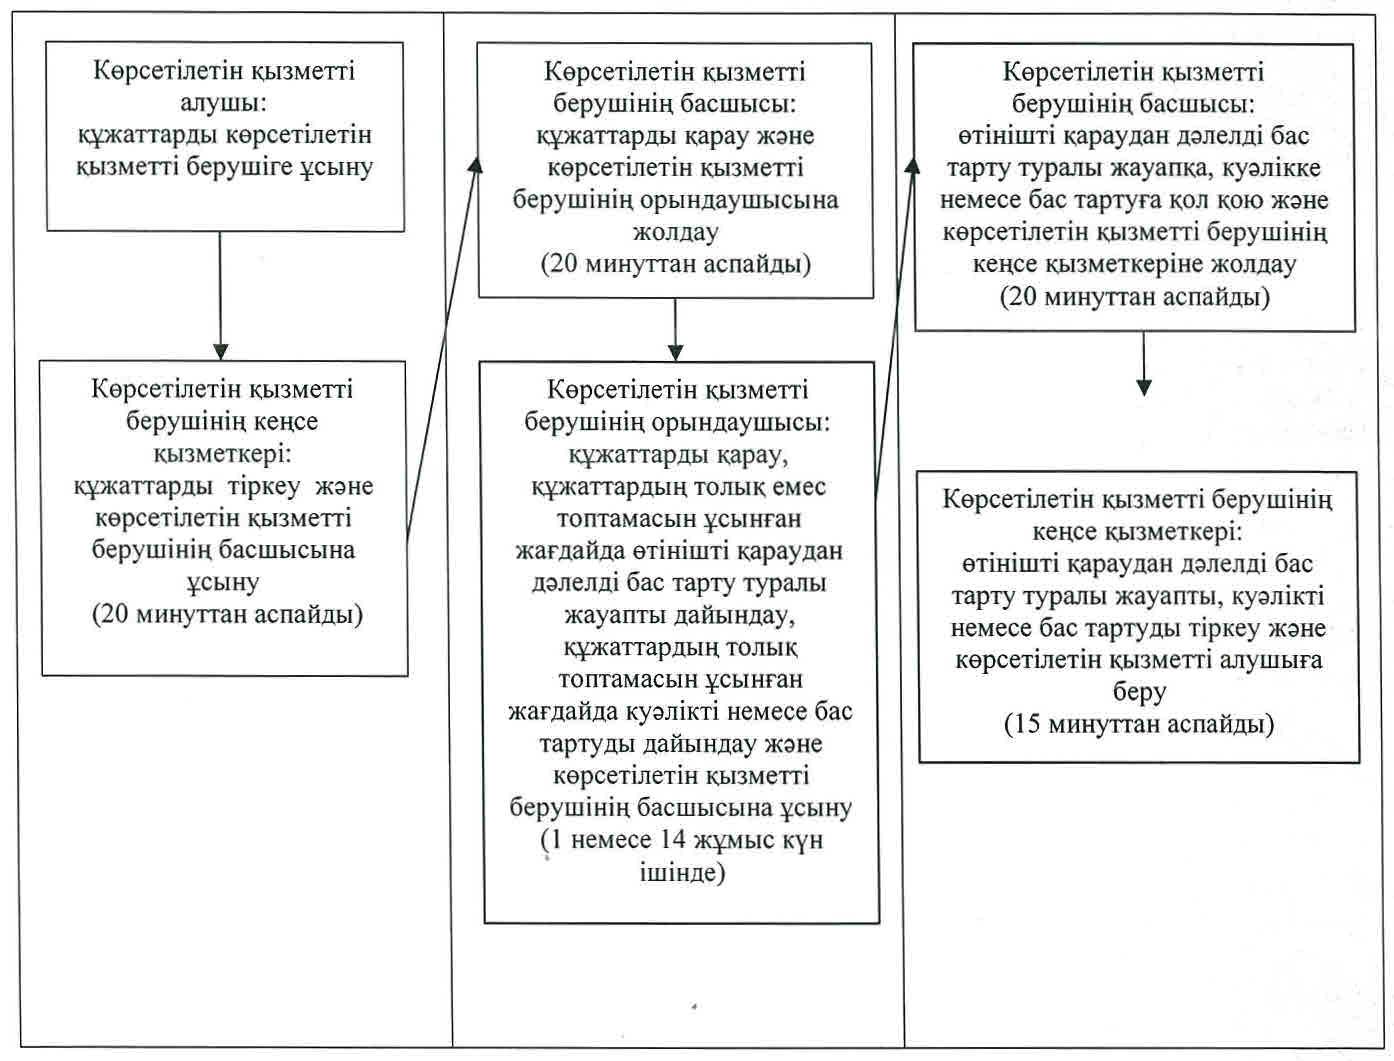 Көрсетілетін қызметті
алушы:
құжаттарды көрсетілетін
қызметті берушіге ұсыну
Көрсетілетін қызметті
берушінің кеңсе
қызметкері:
құжаттарды тіркеу және
көрсетілетін қызметті
берушінің басшысына
ұсыну
(20 минуттан аспайды)
Көрсетілетін қызметті
берушінің басшысы:
құжаттарды қарау және
көрсетілетін қызметті
берушінің орындаушысына
жолдау
(20 минуттан аспайды)
Көрсетілетін қызметті
берушінің орындаушысы:
құжаттарды қарау,
құжаттардың толық емес
топтамасын ұсынған
жағдайда өтінішті қараудан
дәлелді бас тарту туралы
жауапты дайындау,
құжаттардың толық
топтамасын ұсынған
жағдайда куәлікті немесе бас
тартуды дайындау және
көрсетілетін қызметті
берушінің басшысына ұсыну
(1 немесе 14 жұмыс күн
ішінде)
Көрсетілетін қызметті
берушінің басшысы:
өтінішті қараудан дәлелді бас
тарту туралы жауапқа, куәлікке
немесе бас тартуға қол қою және
көрсетілетін қызметті берушінің
кеңсе қызметкеріне жолдау
(20 минуттан аспайды)
Көрсетілетін қызметті берушінің
кеңсе қызметкері:
өтінішті қараудан дәлелді бас
тарту туралы жауапты, куәлікті
немесе бас тартуды тіркеу және
көрсетілетін қызметті алушыға
беру
(15 минуттан аспайды)